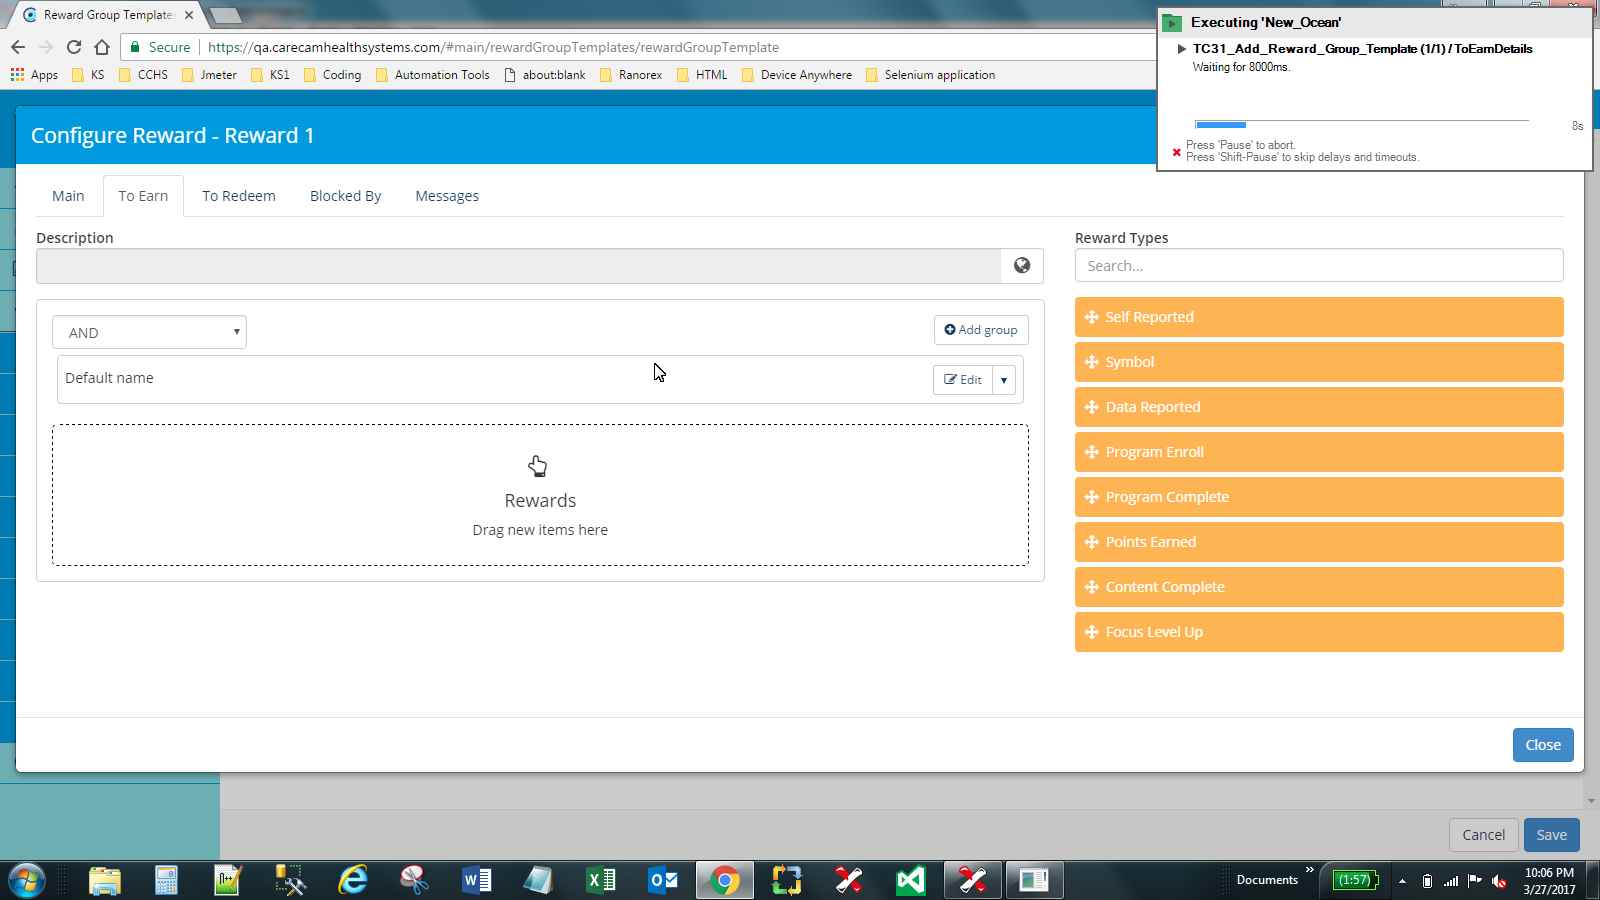 Reward Group Template
Secure
https://qa.carecamhealthsystems.com/#main/rewardGroupTemplates/rewardGroupTemplate
Apps KS CCHS Jmeter KS1 Coding Automation Tools about:blank Ranorex HTML Device Anywhere Selenium application
Executing 'New_Ocean'
TC31_Add_Reward_Group_Template (1/1) / ToEarnDetails
Waiting for 8000ms.
8s
Press 'Pause' to abort.
Press 'Shift-Pause' to skip delays and timeouts.
Configure Reward - Reward 1
Main To Earn To Redeem Blocked By Messages
Description
Reward Types
Search...
AND
Add group
Default name
Edit
Rewards
Drag new items here
Self Reported
Symbol
Data Reported
Program Enroll
Program Complete
Points Earned
Content Complete
Focus Level Up
Close
Cancel Save
Documents
(1:57)
10:06 PM
3/27/2017